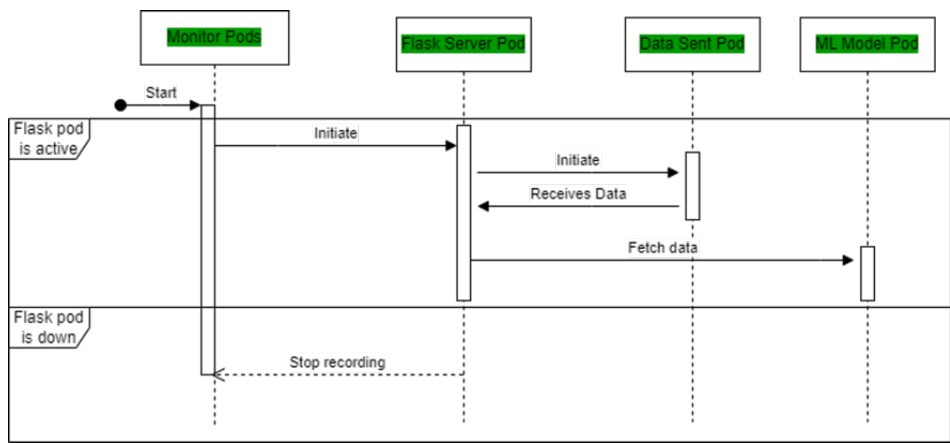 Monitor Pods
Flask Server Pod
Data Sent Pod
ML Model Pod
Start
Flask pod
is active
Initiate
Initiate
Receives Data
Fetch data
Flask pod
is down
Stop recording